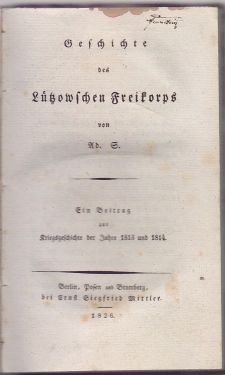 Geschichte
des
Lützowschen Freikorps
von
Ad. S.
Ein Beitrag
zur
Kriegsgeschichte der Jahre 1813 und 1814.
Berlin, Posen und Bromberg,
bei Ernst Siegfried Mittler.
1826.